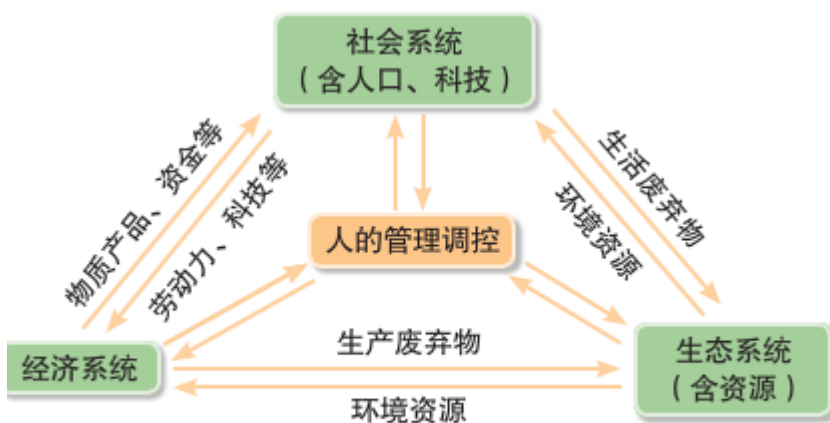 社会系统
（含人口、科技）
物质产品、资金等
劳动力、科技等
生活废弃物
环境资源
人的管理调控
经济系统
生产废弃物
环境资源
生态系统
（含资源）